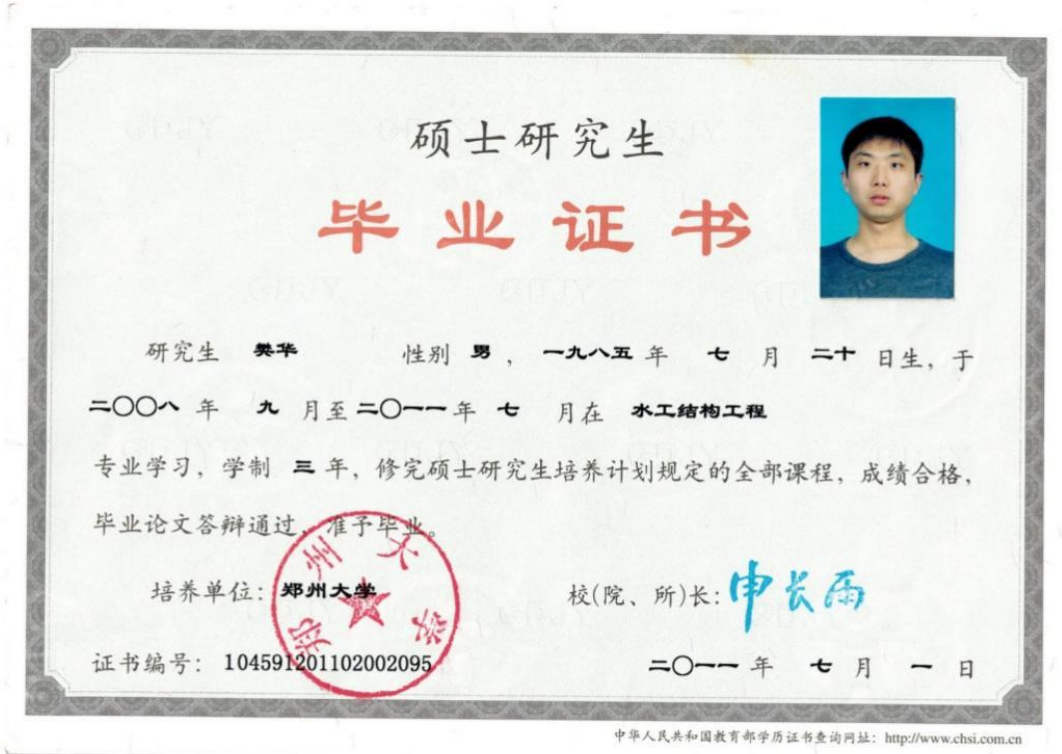 硕士研究生
毕业证书
研究生 樊华 性别 男 ，一九八五 年 七 月 二十 日生，于
二〇〇八 年 九 月至 二〇一一 年 七 月在 水工结构工程
专业学习，学制 三 年，修完硕士研究生培养计划规定的全部课程，成绩合格，
毕业论文答辩通过，准予毕业。
培养单位：郑州大学
校(院、所)长：申长雨
郑州大学
证书编号：104591201102002095
二〇一一 年 七 月 一 日
中华人民共和国教育部学历证书查询网址：http://www.chsi.com.cn